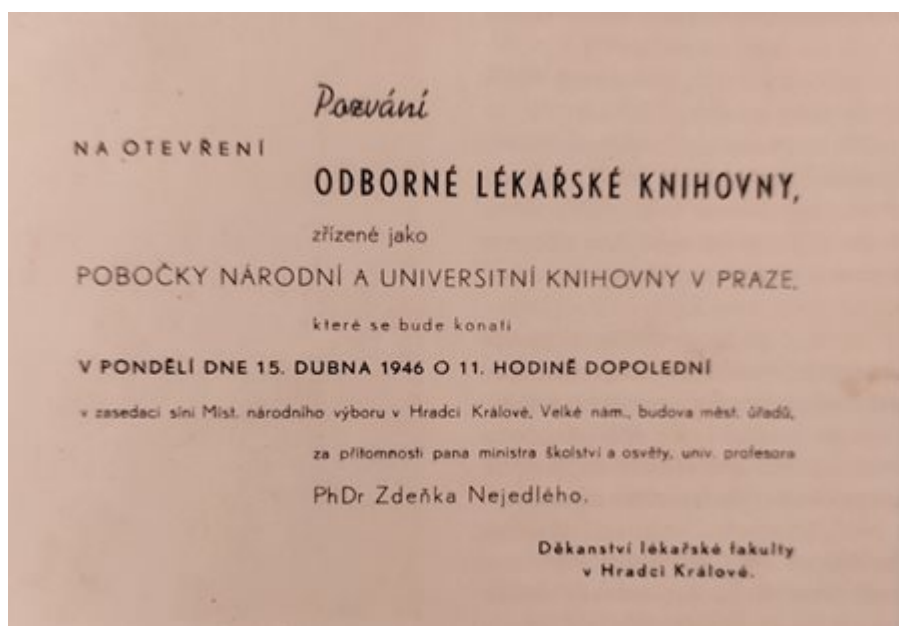 Pozvání
NA OTEVŘENÍ
ODBORNÉ LÉKAŘSKÉ KNIHOVNY,
zřízené jako
POBOČKY NÁRODNÍ A UNIVERSITNÍ KNIHOVNY V PRAZE,
které se bude konati
V PONDĚLÍ DNE 15. DUBNA 1946 O 11. HODINĚ DOPOLEDNÍ
v zasedací síni Míst. národního výboru v Hradci Králové, Velké nám., budova měst. úřadů,
za přítomnosti pana ministra školství a osvěty, univ. profesora
PhDr Zdeňka Nejedlého.
Děkanství lékařské fakulty
v Hradci Králové.